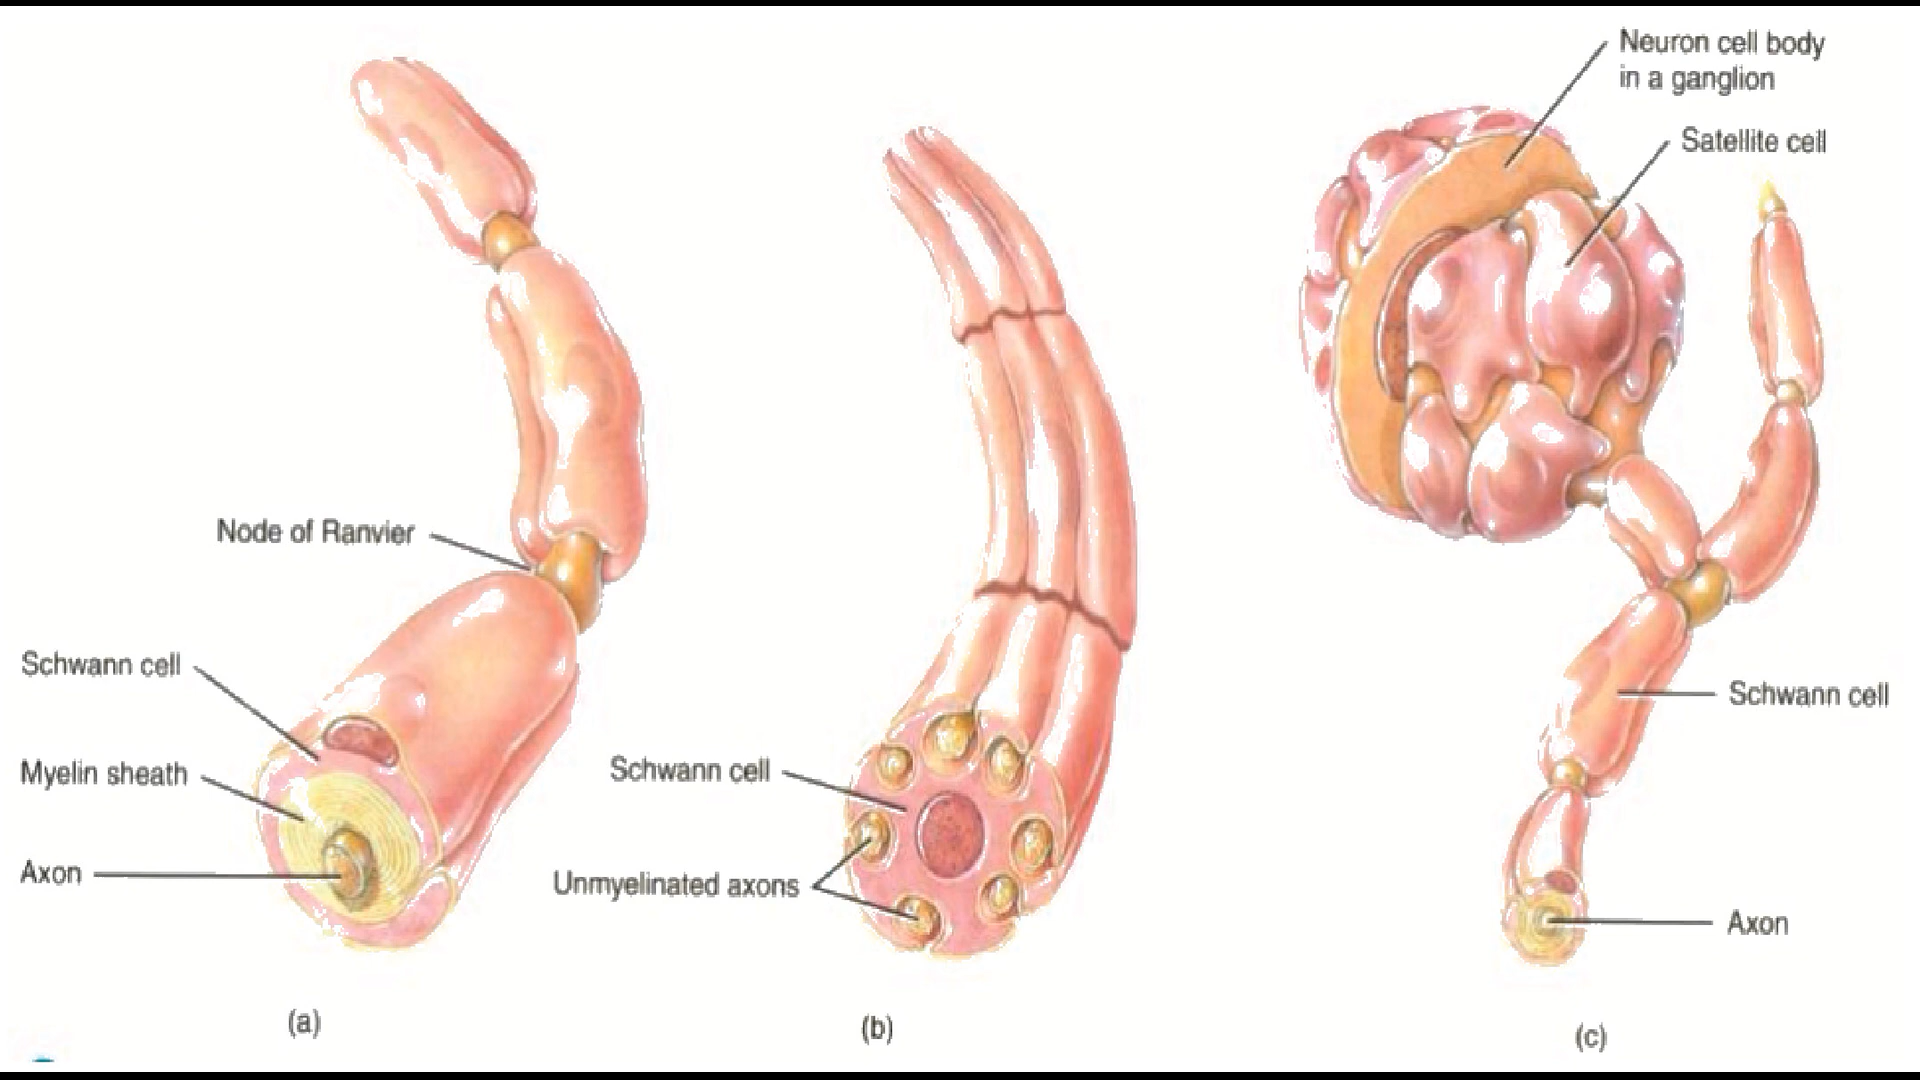 Node of Ranvier
Schwann cell
Myelin sheath
Axon
(a)
Schwann cell
Unmyelinated axons
(b)
Neuron cell body
in a ganglion
Satellite cell
Schwann cell
Axon
(c)